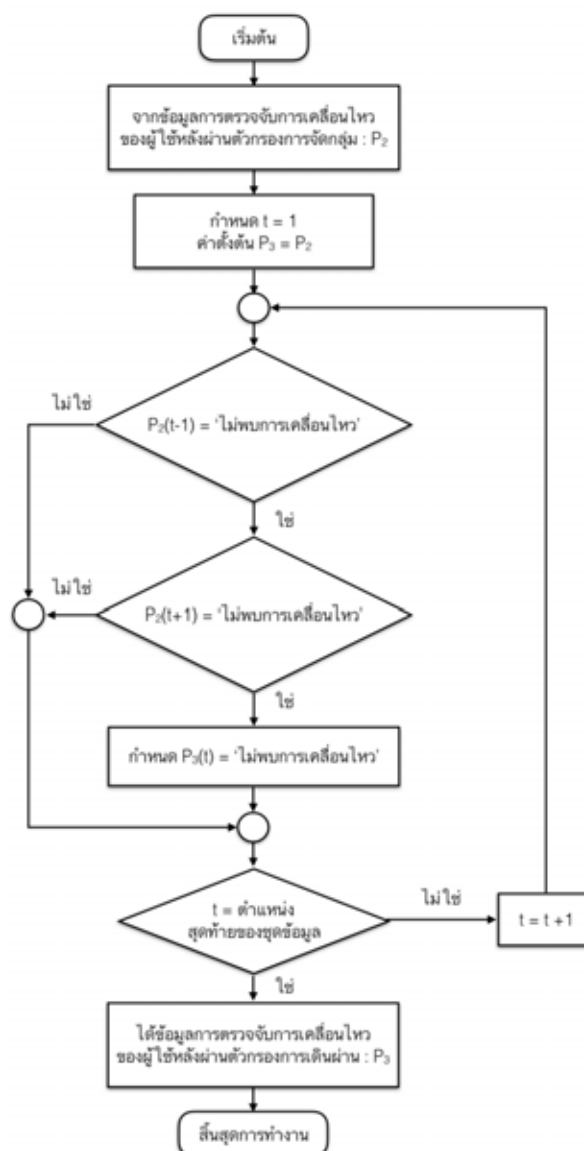 เริ่มต้น
จากข้อมูลการตรวจจับการเคลื่อนไหว
ของผู้ใช้หลังผ่านตัวกรองการจัดกลุ่ม : P₂
กำหนด t = 1
ค่าตั้งต้น P₃ = P₂
ไม่ใช่
P₂(t-1) = ‘ไม่พบการเคลื่อนไหว’
ใช่
ไม่ใช่
P₂(t+1) = ‘ไม่พบการเคลื่อนไหว’
ใช่
กำหนด P₃(t) = ‘ไม่พบการเคลื่อนไหว’
t = ตำแหน่ง
สุดท้ายของชุดข้อมูล
ไม่ใช่
t = t +1
ใช่
ได้ข้อมูลการตรวจจับการเคลื่อนไหว
ของผู้ใช้หลังผ่านตัวกรองการเดินผ่าน : P₃
สิ้นสุดการทำงาน